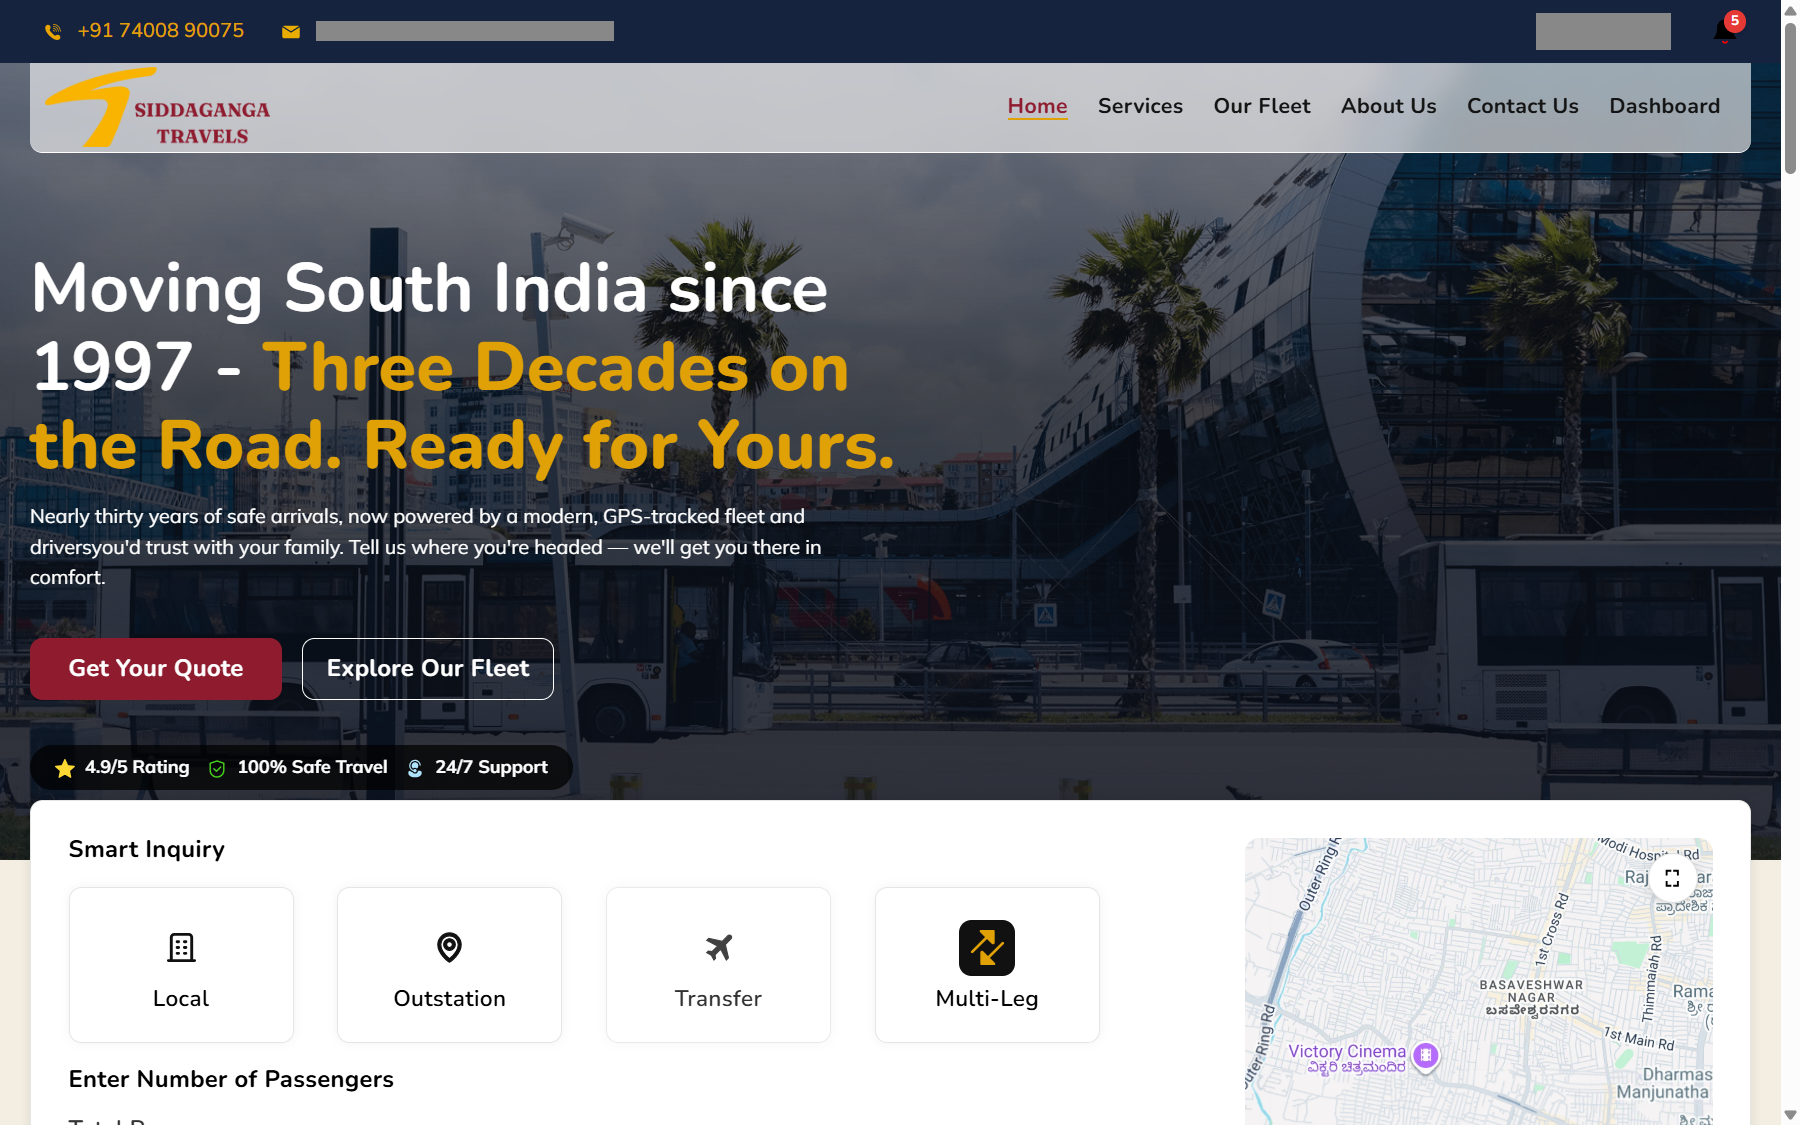 +91 74008 90075
5
SIDDAGANGA
TRAVELS
Home Services Our Fleet About Us Contact Us Dashboard
Moving South India since
1997 - Three Decades on
the Road. Ready for Yours.
Nearly thirty years of safe arrivals, now powered by a modern, GPS-tracked fleet and
driversyou'd trust with your family. Tell us where you're headed — we'll get you there in
comfort.
Get Your Quote Explore Our Fleet
4.9/5 Rating 100% Safe Travel 24/7 Support
Smart Inquiry
Local Outstation Transfer Multi-Leg
Enter Number of Passengers
Outer Ring
Modi Rd
1st Cross Rd
BASAVESHWAR
NAGAR
ಬಸವೇಶ್ವರನಗರ
Thimmaiah Rd
1st Main Rd
Outer Ring Rd
Victory Cinema
ವಿಕ್ಟರಿ ಚಿತ್ರಮಂದಿರ
Manjunatha